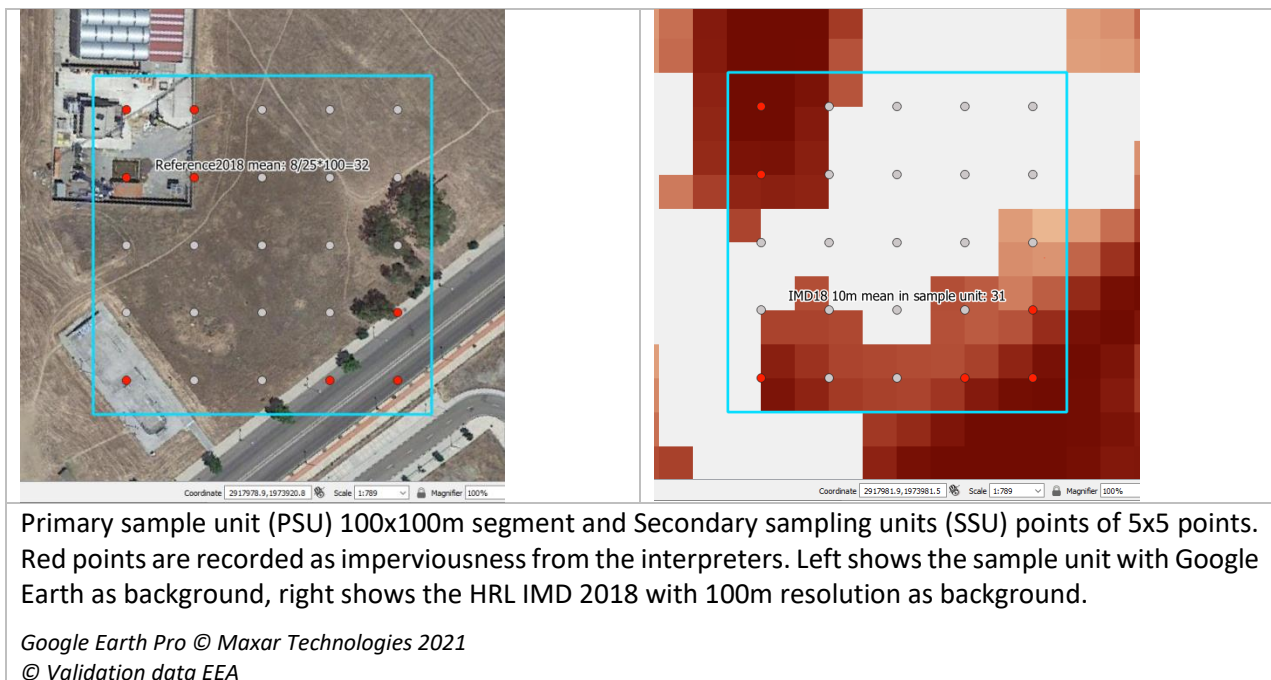 Reference2018 mean: 8/25*100=32
IMD18 10m mean in sample unit: 31
Coordinate 2917978.9,1973920.8 Scale 1:789 Magnifier 100%
Coordinate 2917981.9,1973981.5 Scale 1:789 Magnifier 100%
Primary sample unit (PSU) 100x100m segment and Secondary sampling units (SSU) points of 5x5 points.
Red points are recorded as imperviousness from the interpreters. Left shows the sample unit with Google
Earth as background, right shows the HRL IMD 2018 with 100m resolution as background.
Google Earth Pro © Maxar Technologies 2021
© Validation data EEA